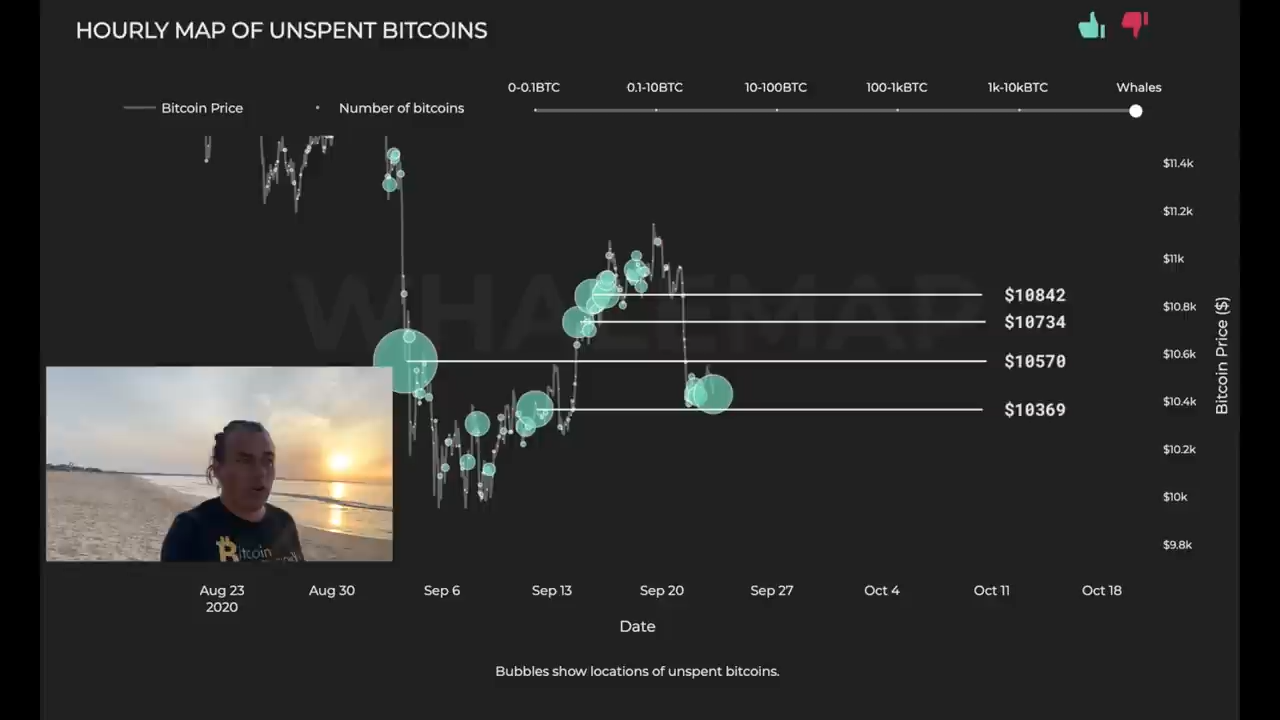 HOURLY MAP OF UNSPENT BITCOINS
0-0.1BTC 0.1-10BTC 10-100BTC 100-1kBTC 1k-10kBTC Whales
Bitcoin Price Number of bitcoins
$11.4k
$11.2k
$11k
WHALEMAP
$10842
$10.8k
$10734
$10.6k
$10570
Bitcoin Price ($)
$10.4k
$10369
$10.2k
$10k
$9.8k
Bitcoin
Aug 23 Aug 30 Sep 6 Sep 13 Sep 20 Sep 27 Oct 4 Oct 11 Oct 18
2020
Date
Bubbles show locations of unspent bitcoins.